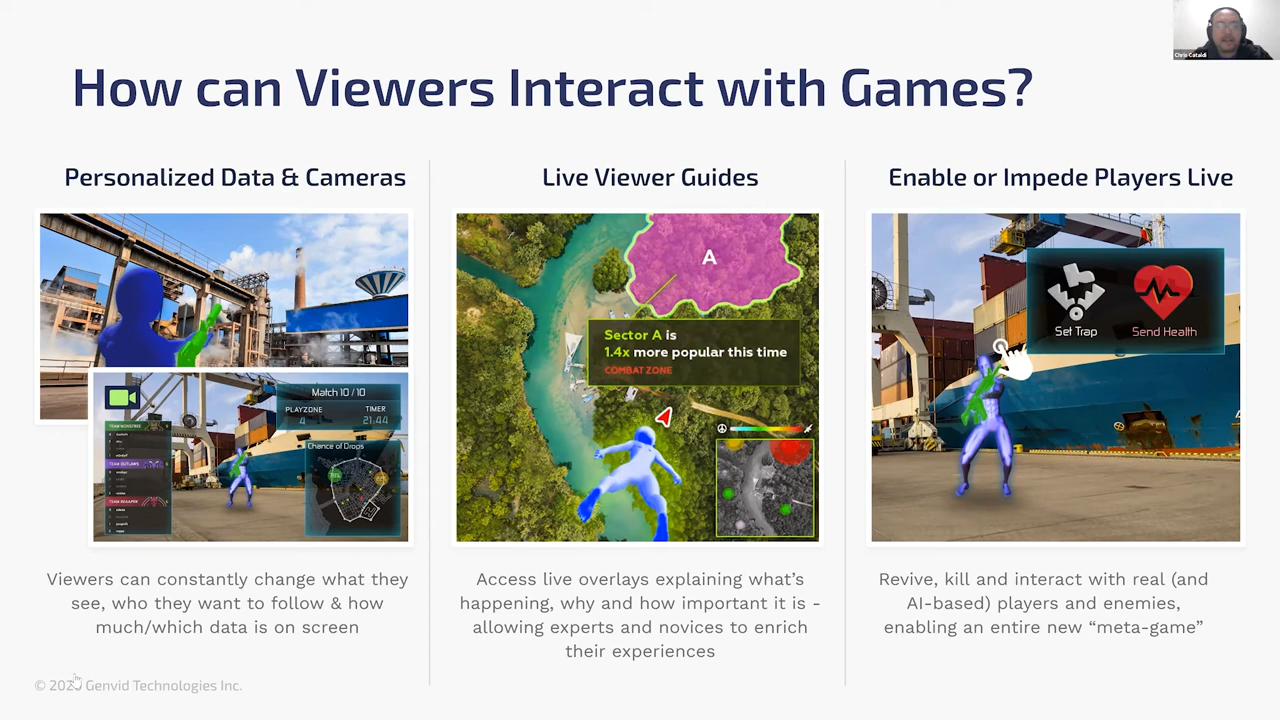 Chris Cataldi
How can Viewers Interact with Games?
Personalized Data & Cameras
Match 10 / 10
PLAYZONE
4
TIMER
21:44
TEAM OUTLAWS
Chance of Drops
Viewers can constantly change what they
see, who they want to follow & how
much/which data is on screen
Live Viewer Guides
A
Sector A is
1.4x more popular this time
COMBAT ZONE
Access live overlays explaining what's
happening, why and how important it is -
allowing experts and novices to enrich
their experiences
Enable or Impede Players Live
Set Trap
Send Health
Revive, kill and interact with real (and
AI-based) players and enemies,
enabling an entire new “meta-game”
© Genvid Technologies Inc.